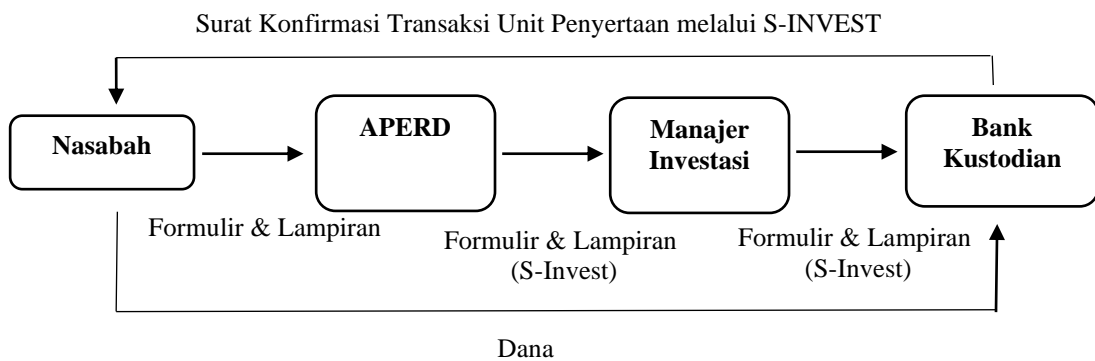 Surat Konfirmasi Transaksi Unit Penyertaan melalui S-INVEST
Nasabah
APERD
Manajer
Investasi
Bank
Kustodian
Formulir & Lampiran
Formulir & Lampiran
(S-Invest)
Formulir & Lampiran
(S-Invest)
Dana